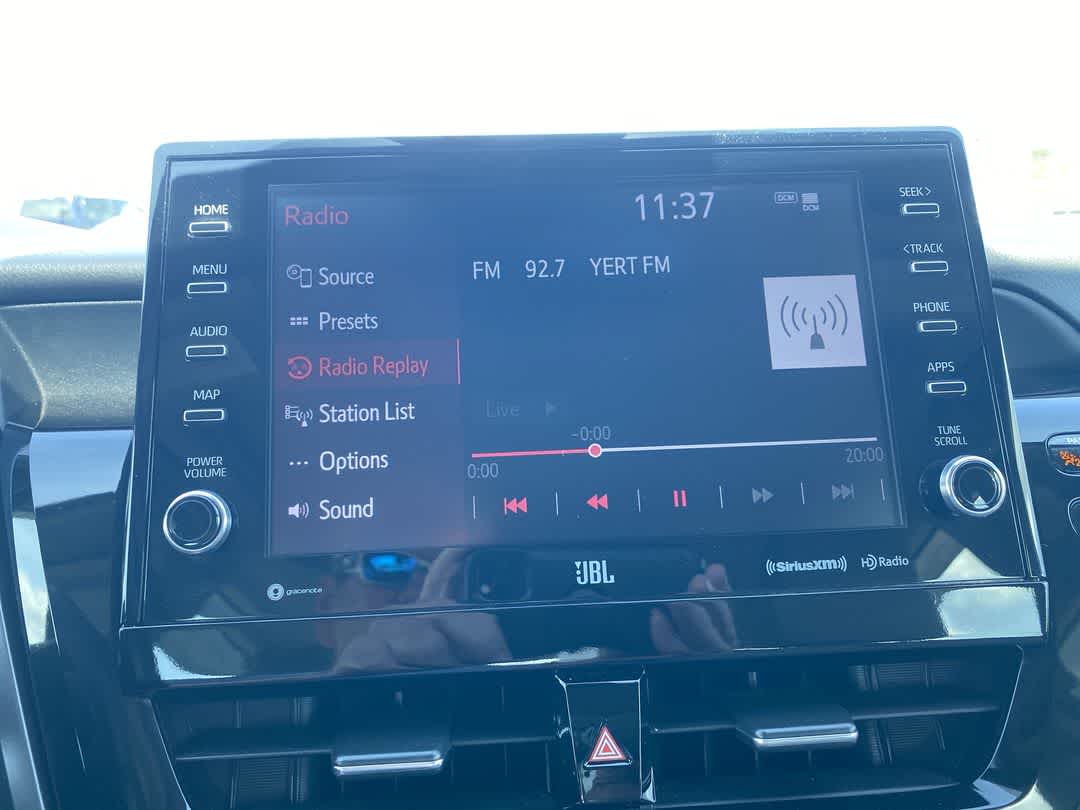 HOME
MENU
AUDIO
MAP
POWER
VOLUME
Radio
11:37
DCM
DCM
Source
Presets
Radio Replay
Station List
Options
Sound
FM 92.7 YERT FM
Live
-0:00
0:00
20:00
SEEK>
<TRACK
PHONE
APPS
TUNE
SCROLL
gracenote
JBL
((SiriusXM))
HD Radio